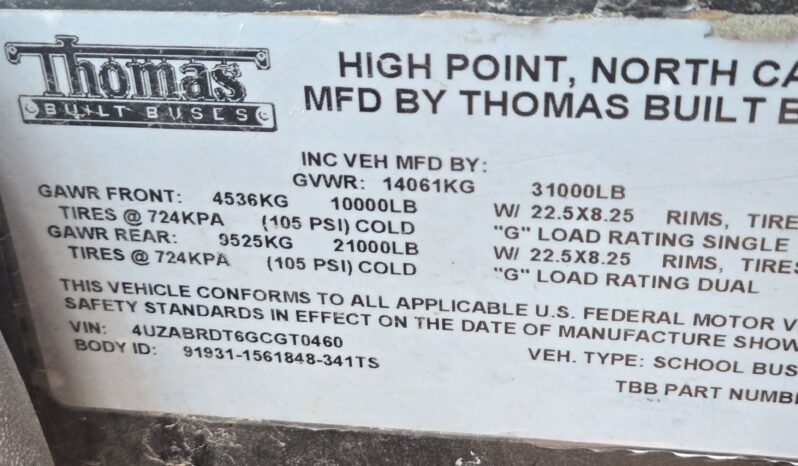 Thomas
BUILT BUSES
HIGH POINT, NORTH CA
MFD BY THOMAS BUILT B
INC VEH MFD BY:
GVWR: 14061KG 31000LB
GAWR FRONT: 4536KG 10000LB W/ 22.5X8.25 RIMS, TIRE
TIRES @ 724KPA (105 PSI) COLD "G" LOAD RATING SINGLE
GAWR REAR: 9525KG 21000LB W/ 22.5X8.25 RIMS, TIRES
TIRES @ 724KPA (105 PSI) COLD "G" LOAD RATING DUAL
THIS VEHICLE CONFORMS TO ALL APPLICABLE U.S. FEDERAL MOTOR V
SAFETY STANDARDS IN EFFECT ON THE DATE OF MANUFACTURE SHOW
VIN: 4UZABRDT6GCGT0460
BODY ID: 91931-1561848-341TS VEH. TYPE: SCHOOL BUS
TBB PART NUMBE